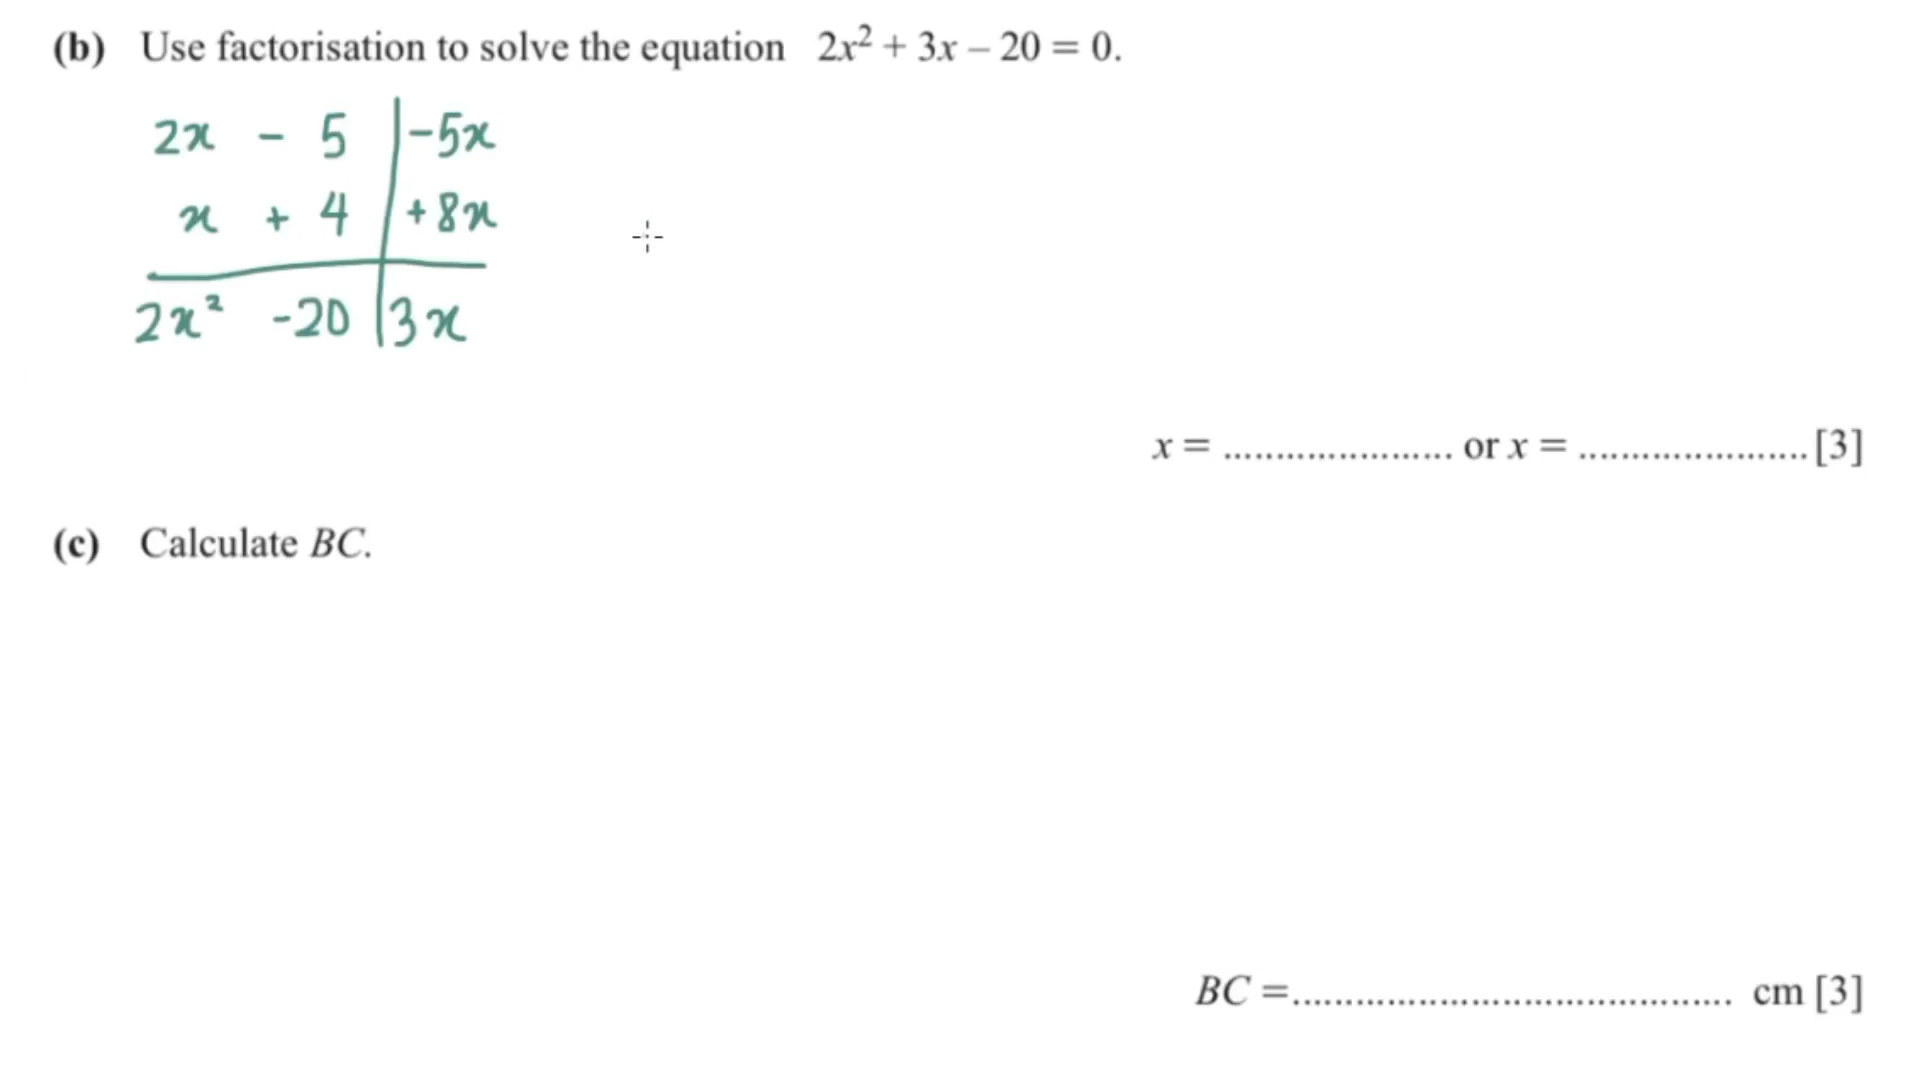 (b) Use factorisation to solve the equation 2x² + 3x – 20 = 0.
2x - 5 | -5x
x + 4 | +8x
2x² -20 | 3x
x = ...................... or x = ...................... [3]
(c) Calculate BC.
BC = .......................................... cm [3]